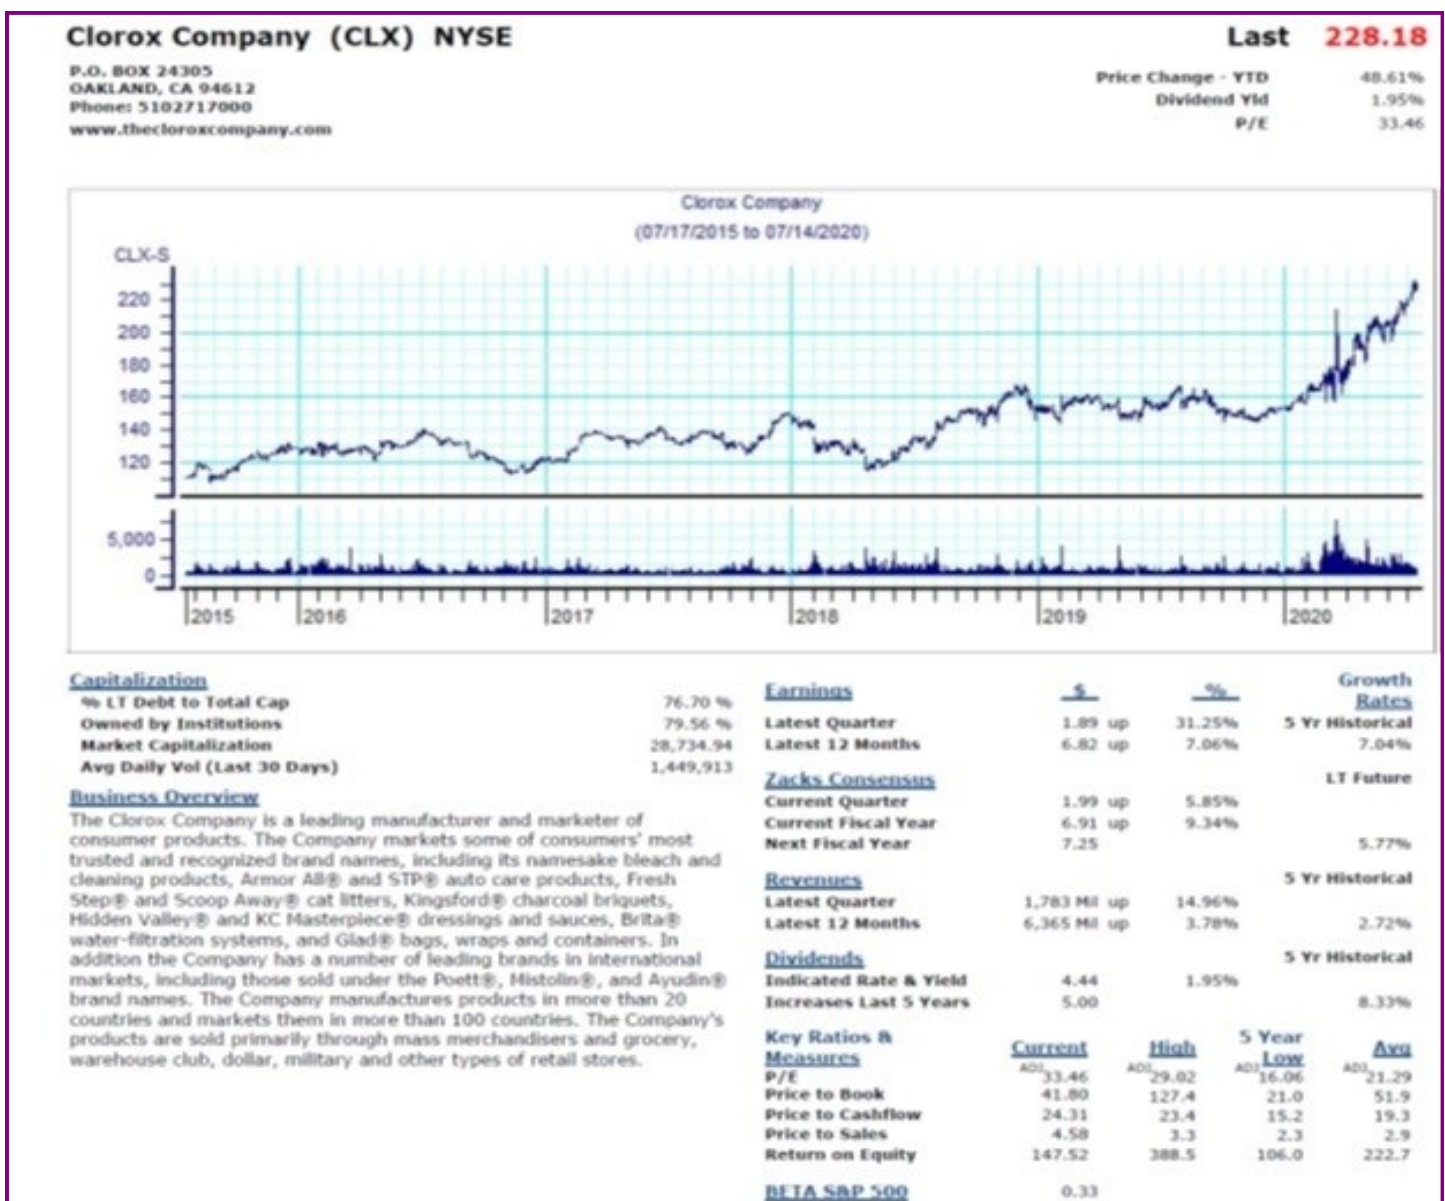 Clorox Company (CLX) NYSE
Last 228.18
P.O. BOX 24305
OAKLAND, CA 94612
Phone: 5102717000
www.thecloroxcompany.com
Price Change - YTD 48.61%
Dividend Yld 1.95%
P/E 33.46
Clorox Company
(07/17/2015 to 07/14/2020)
CLX-S
220
200
180
160
140
120
5,000
0
2015 2016 2017 2018 2019 2020
Capitalization
% LT Debt to Total Cap 76.70 %
Owned by Institutions 79.56 %
Market Capitalization 28,734.94
Avg Daily Vol (Last 30 Days) 1,449,913
Business Overview
The Clorox Company is a leading manufacturer and marketer of
consumer products. The Company markets some of consumers' most
trusted and recognized brand names, including its namesake bleach and
cleaning products, Armor All® and STP® auto care products, Fresh
Step® and Scoop Away® cat litters, Kingsford® charcoal briquets,
Hidden Valley® and KC Masterpiece® dressings and sauces, Brita®
water-filtration systems, and Glad® bags, wraps and containers. In
addition the Company has a number of leading brands in international
markets, including those sold under the Poett®, Mistolin®, and Ayudin®
brand names. The Company manufactures products in more than 20
countries and markets them in more than 100 countries. The Company's
products are sold primarily through mass merchandisers and grocery,
warehouse club, dollar, military and other types of retail stores.
Earnings $ % Growth Rates
Latest Quarter 1.89 up 31.25% 5 Yr Historical
Latest 12 Months 6.82 up 7.06% 7.04%
Zacks Consensus LT Future
Current Quarter 1.99 up 5.85%
Current Fiscal Year 6.91 up 9.34%
Next Fiscal Year 7.25 5.77%
Revenues 5 Yr Historical
Latest Quarter 1,783 Mil up 14.96%
Latest 12 Months 6,365 Mil up 3.78% 2.72%
Dividends 5 Yr Historical
Indicated Rate & Yield 4.44 1.95%
Increases Last 5 Years 5.00 8.33%
Key Ratios & 5 Year
Measures Current High Low Avg
P/E ADJ 33.46 ADJ 29.02 ADJ 16.06 ADJ 21.29
Price to Book 41.80 127.4 21.0 51.9
Price to Cashflow 24.31 23.4 15.2 19.3
Price to Sales 4.58 3.3 2.3 2.9
Return on Equity 147.52 388.5 106.0 222.7
BETA S&P 500 0.33